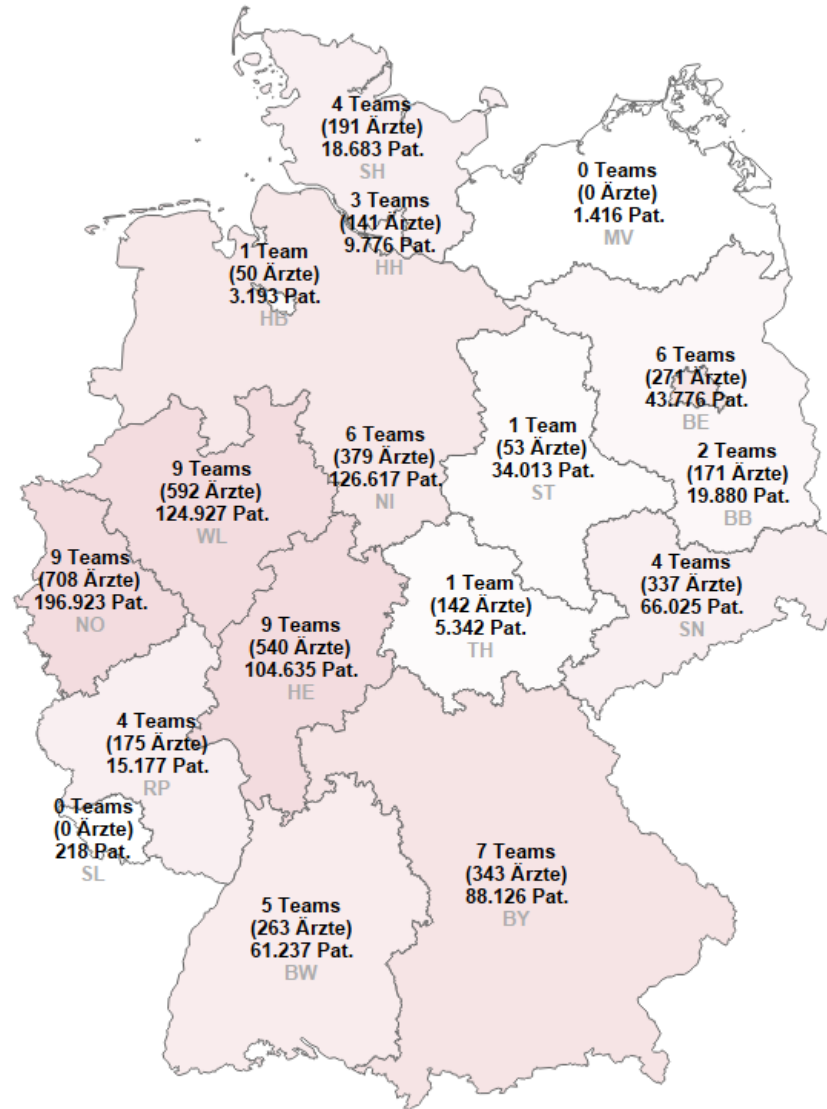 4 Teams
(191 Ärzte)
18.683 Pat.
SH
0 Teams
(0 Ärzte)
1.416 Pat.
MV
3 Teams
(141 Ärzte)
9.776 Pat.
HH
1 Team
(50 Ärzte)
3.193 Pat.
HB
6 Teams
(271 Ärzte)
43.776 Pat.
BE
2 Teams
(171 Ärzte)
19.880 Pat.
BB
1 Team
(53 Ärzte)
34.013 Pat.
ST
6 Teams
(379 Ärzte)
126.617 Pat.
NI
9 Teams
(592 Ärzte)
124.927 Pat.
WL
9 Teams
(708 Ärzte)
196.923 Pat.
NO
9 Teams
(540 Ärzte)
104.635 Pat.
HE
1 Team
(142 Ärzte)
5.342 Pat.
TH
4 Teams
(337 Ärzte)
66.025 Pat.
SN
4 Teams
(175 Ärzte)
15.177 Pat.
RP
0 Teams
(0 Ärzte)
218 Pat.
SL
5 Teams
(263 Ärzte)
61.237 Pat.
BW
7 Teams
(343 Ärzte)
88.126 Pat.
BY